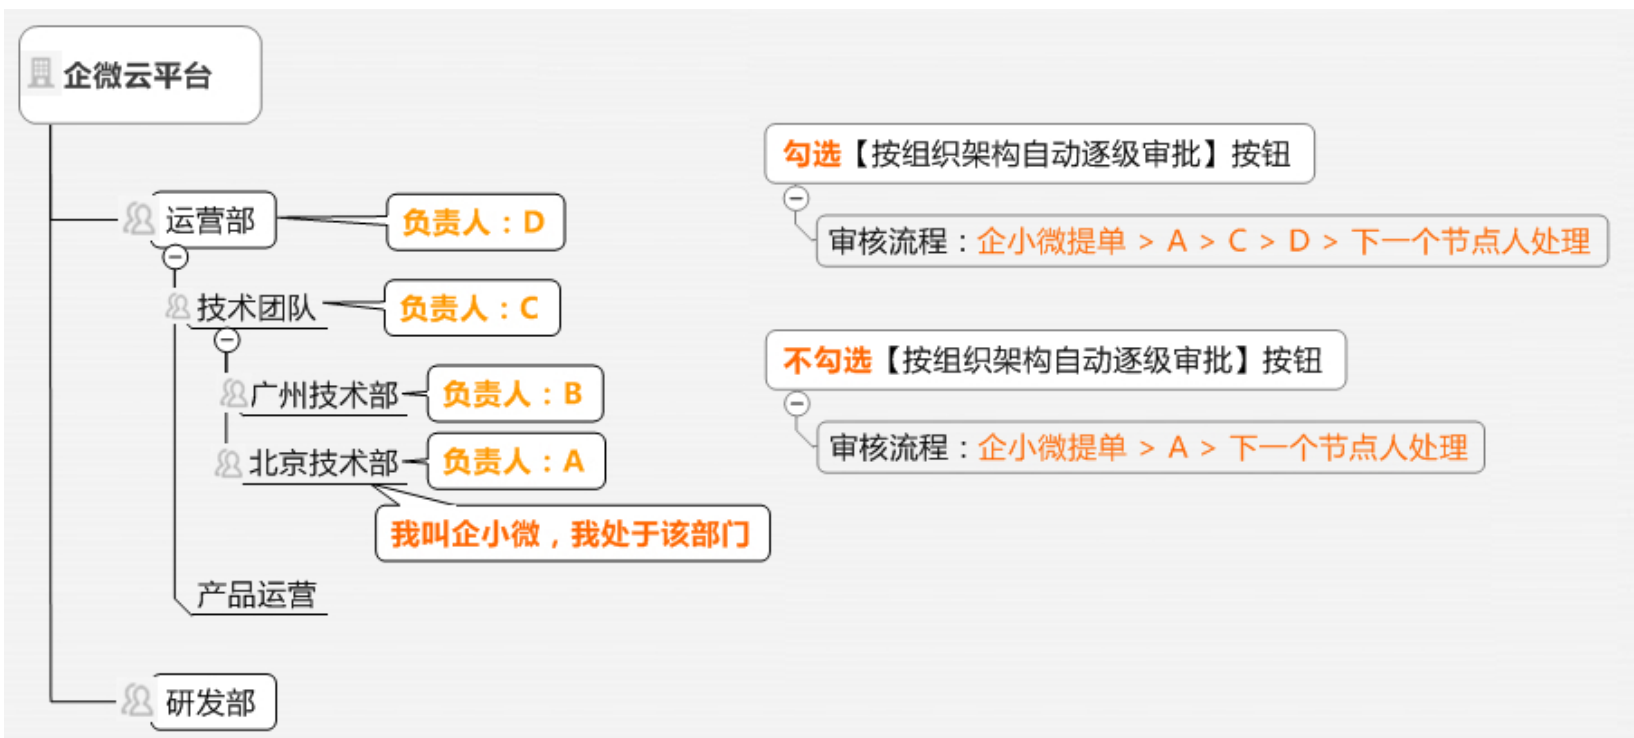 企微云平台
运营部
负责人：D
技术团队
负责人：C
广州技术部
负责人：B
北京技术部
负责人：A
我叫企小微，我处于该部门
产品运营
研发部
勾选【按组织架构自动逐级审批】按钮
审核流程：企小微提单 > A > C > D > 下一个节点人处理
不勾选【按组织架构自动逐级审批】按钮
审核流程：企小微提单 > A > 下一个节点人处理